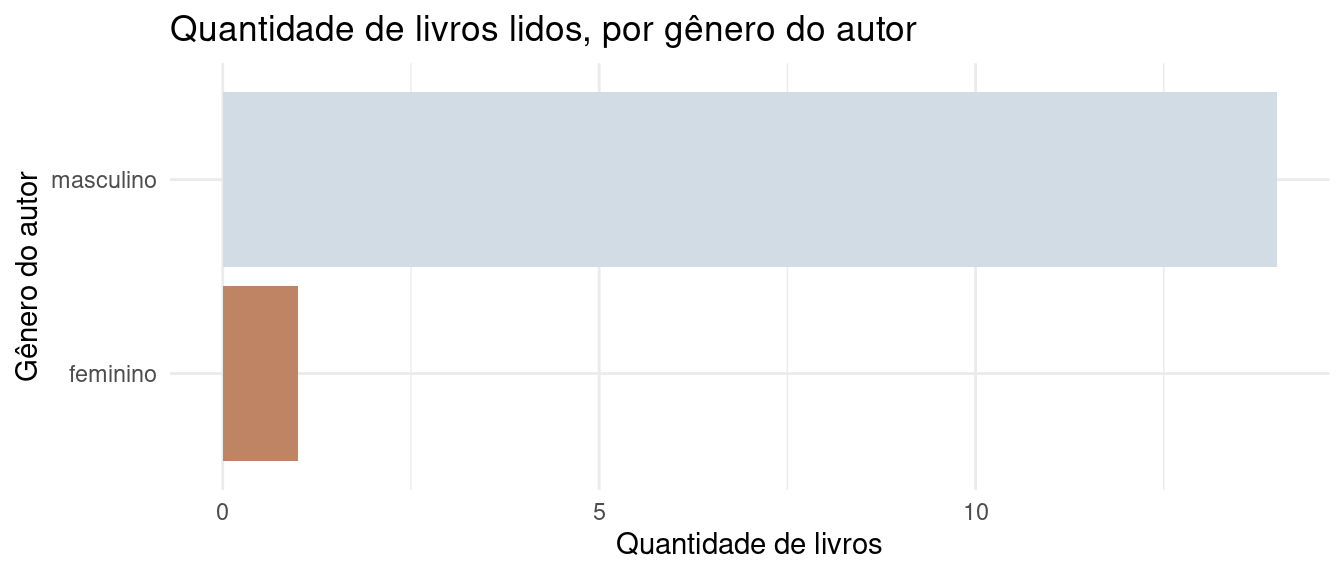 Quantidade de livros lidos, por gênero do autor
Gênero do autor
masculino
feminino
0 5 10
Quantidade de livros